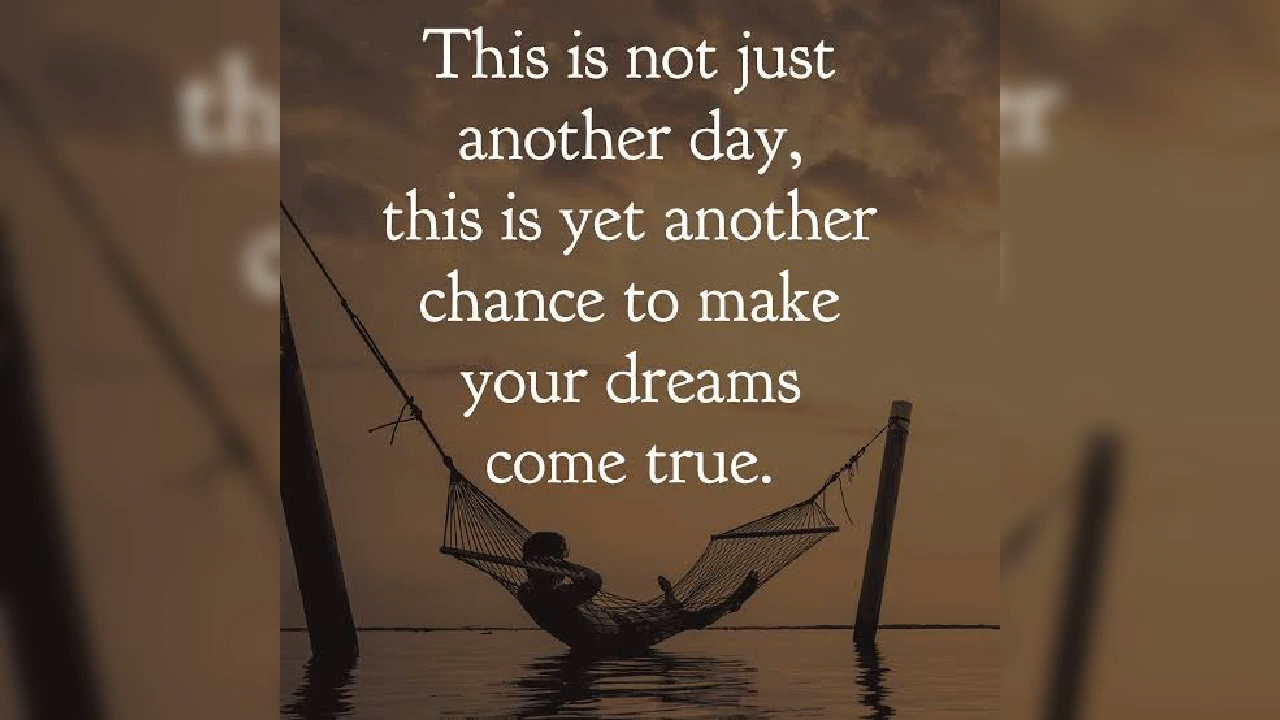 This is not just
another day,
this is yet another
chance to make
your dreams
come true.